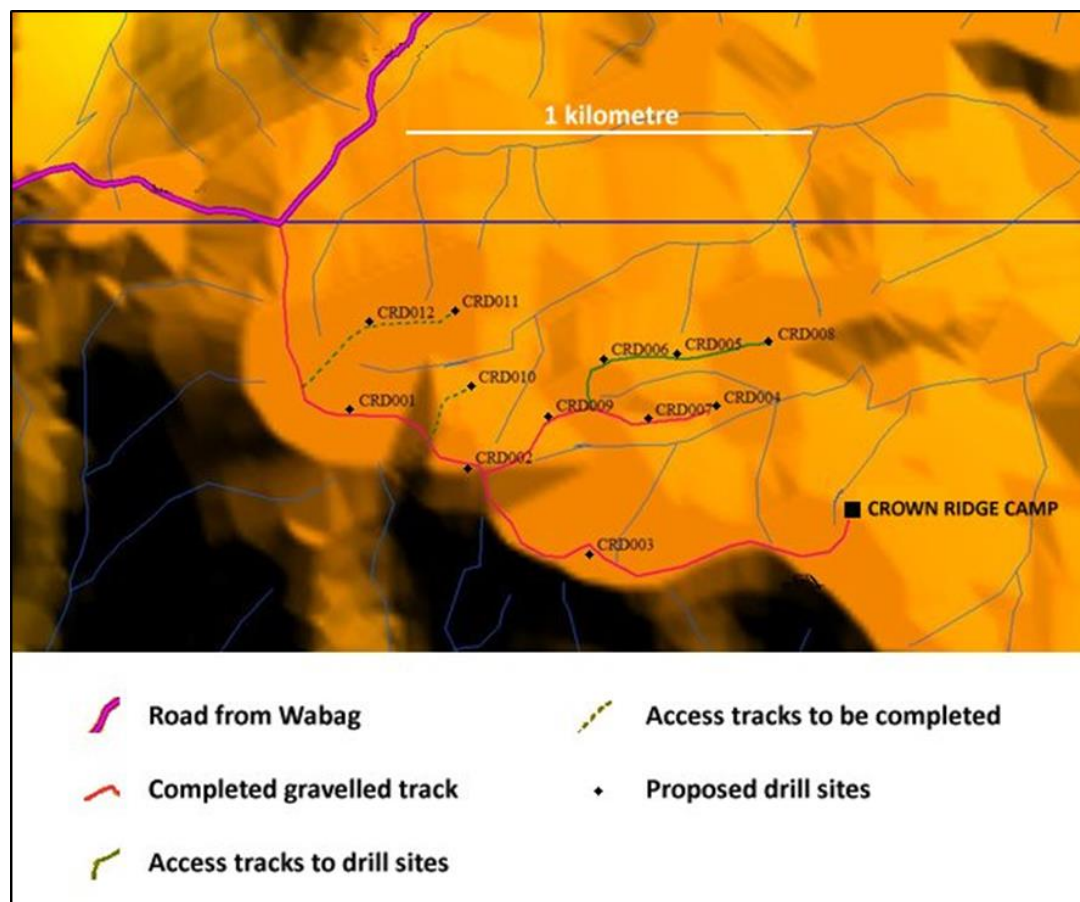 1 kilometre
CRD011
CRD012
CRD008
CRD005
CRD006
CRD010
CRD004
CRD001
CRD009
CRD007
CRD002
CROWN RIDGE CAMP
CRD003
Road from Wabag
Access tracks to be completed
Completed gravelled track
Proposed drill sites
Access tracks to drill sites